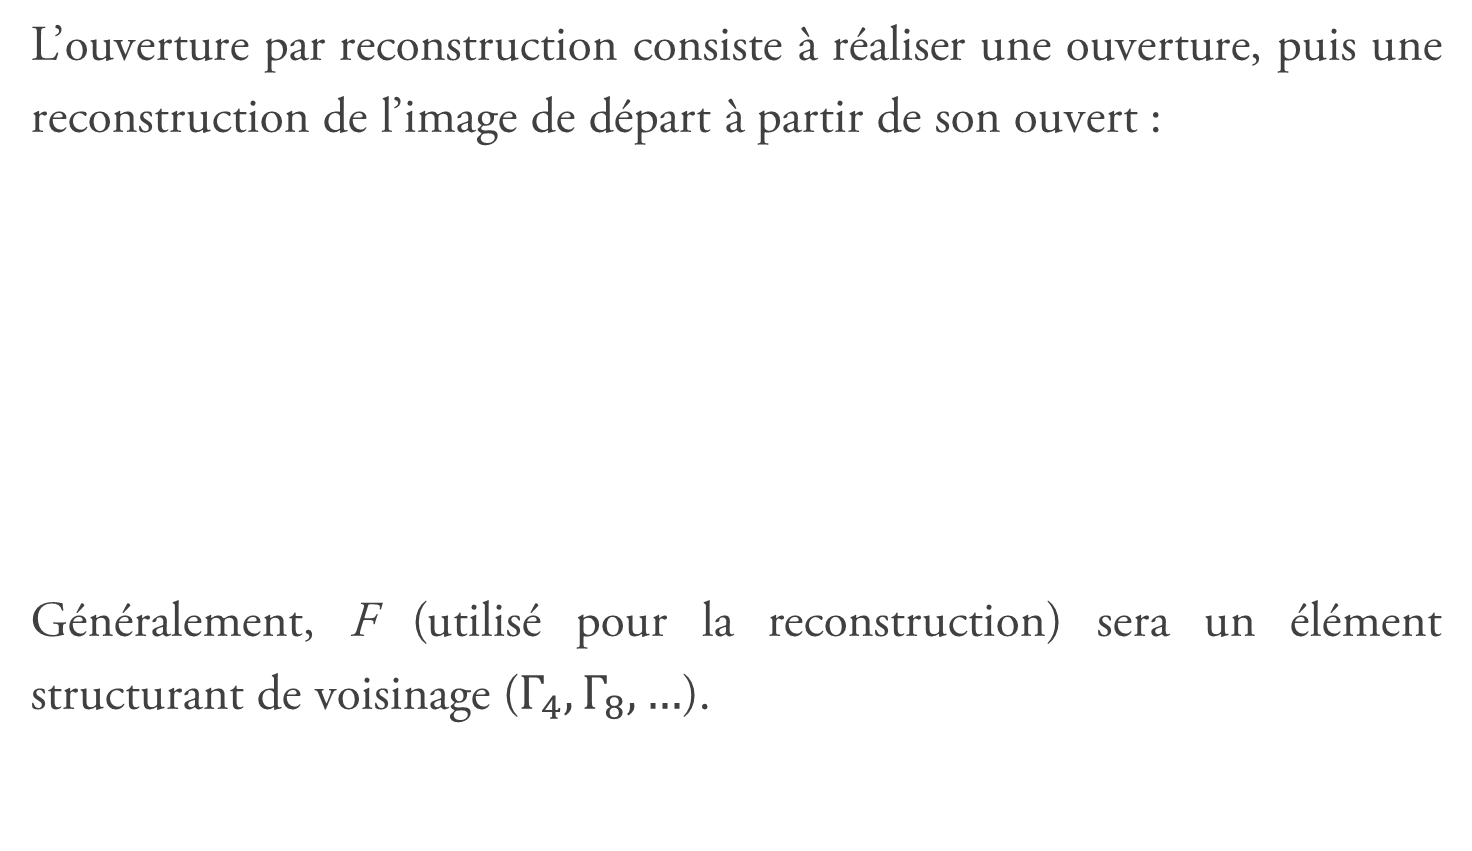 L’ouverture par reconstruction consiste à réaliser une ouverture, puis une
reconstruction de l’image de départ à partir de son ouvert :
Généralement, F (utilisé pour la reconstruction) sera un élément
structurant de voisinage (Γ₄, Γ₈, …).